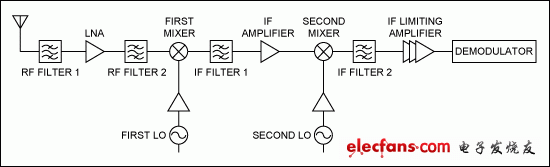 FIRST
MIXER
IF
AMPLIFIER
SECOND
MIXER
IF LIMITING
AMPLIFIER
LNA
DEMODULATOR
RF FILTER 1
RF FILTER 2
IF FILTER 1
IF FILTER 2
FIRST LO
SECOND LO
elecfans.com 电子发烧友